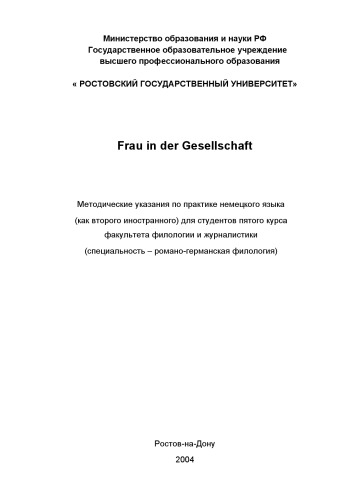 Министерство образования и науки РФ
Государственное образовательное учреждение
высшего профессионального образования
« РОСТОВСКИЙ ГОСУДАРСТВЕННЫЙ УНИВЕРСИТЕТ»
Frau in der Gesellschaft
Методические указания по практике немецкого языка
(как второго иностранного) для студентов пятого курса
факультета филологии и журналистики
(специальность – романо-германская филология)
Ростов-на-Дону
2004